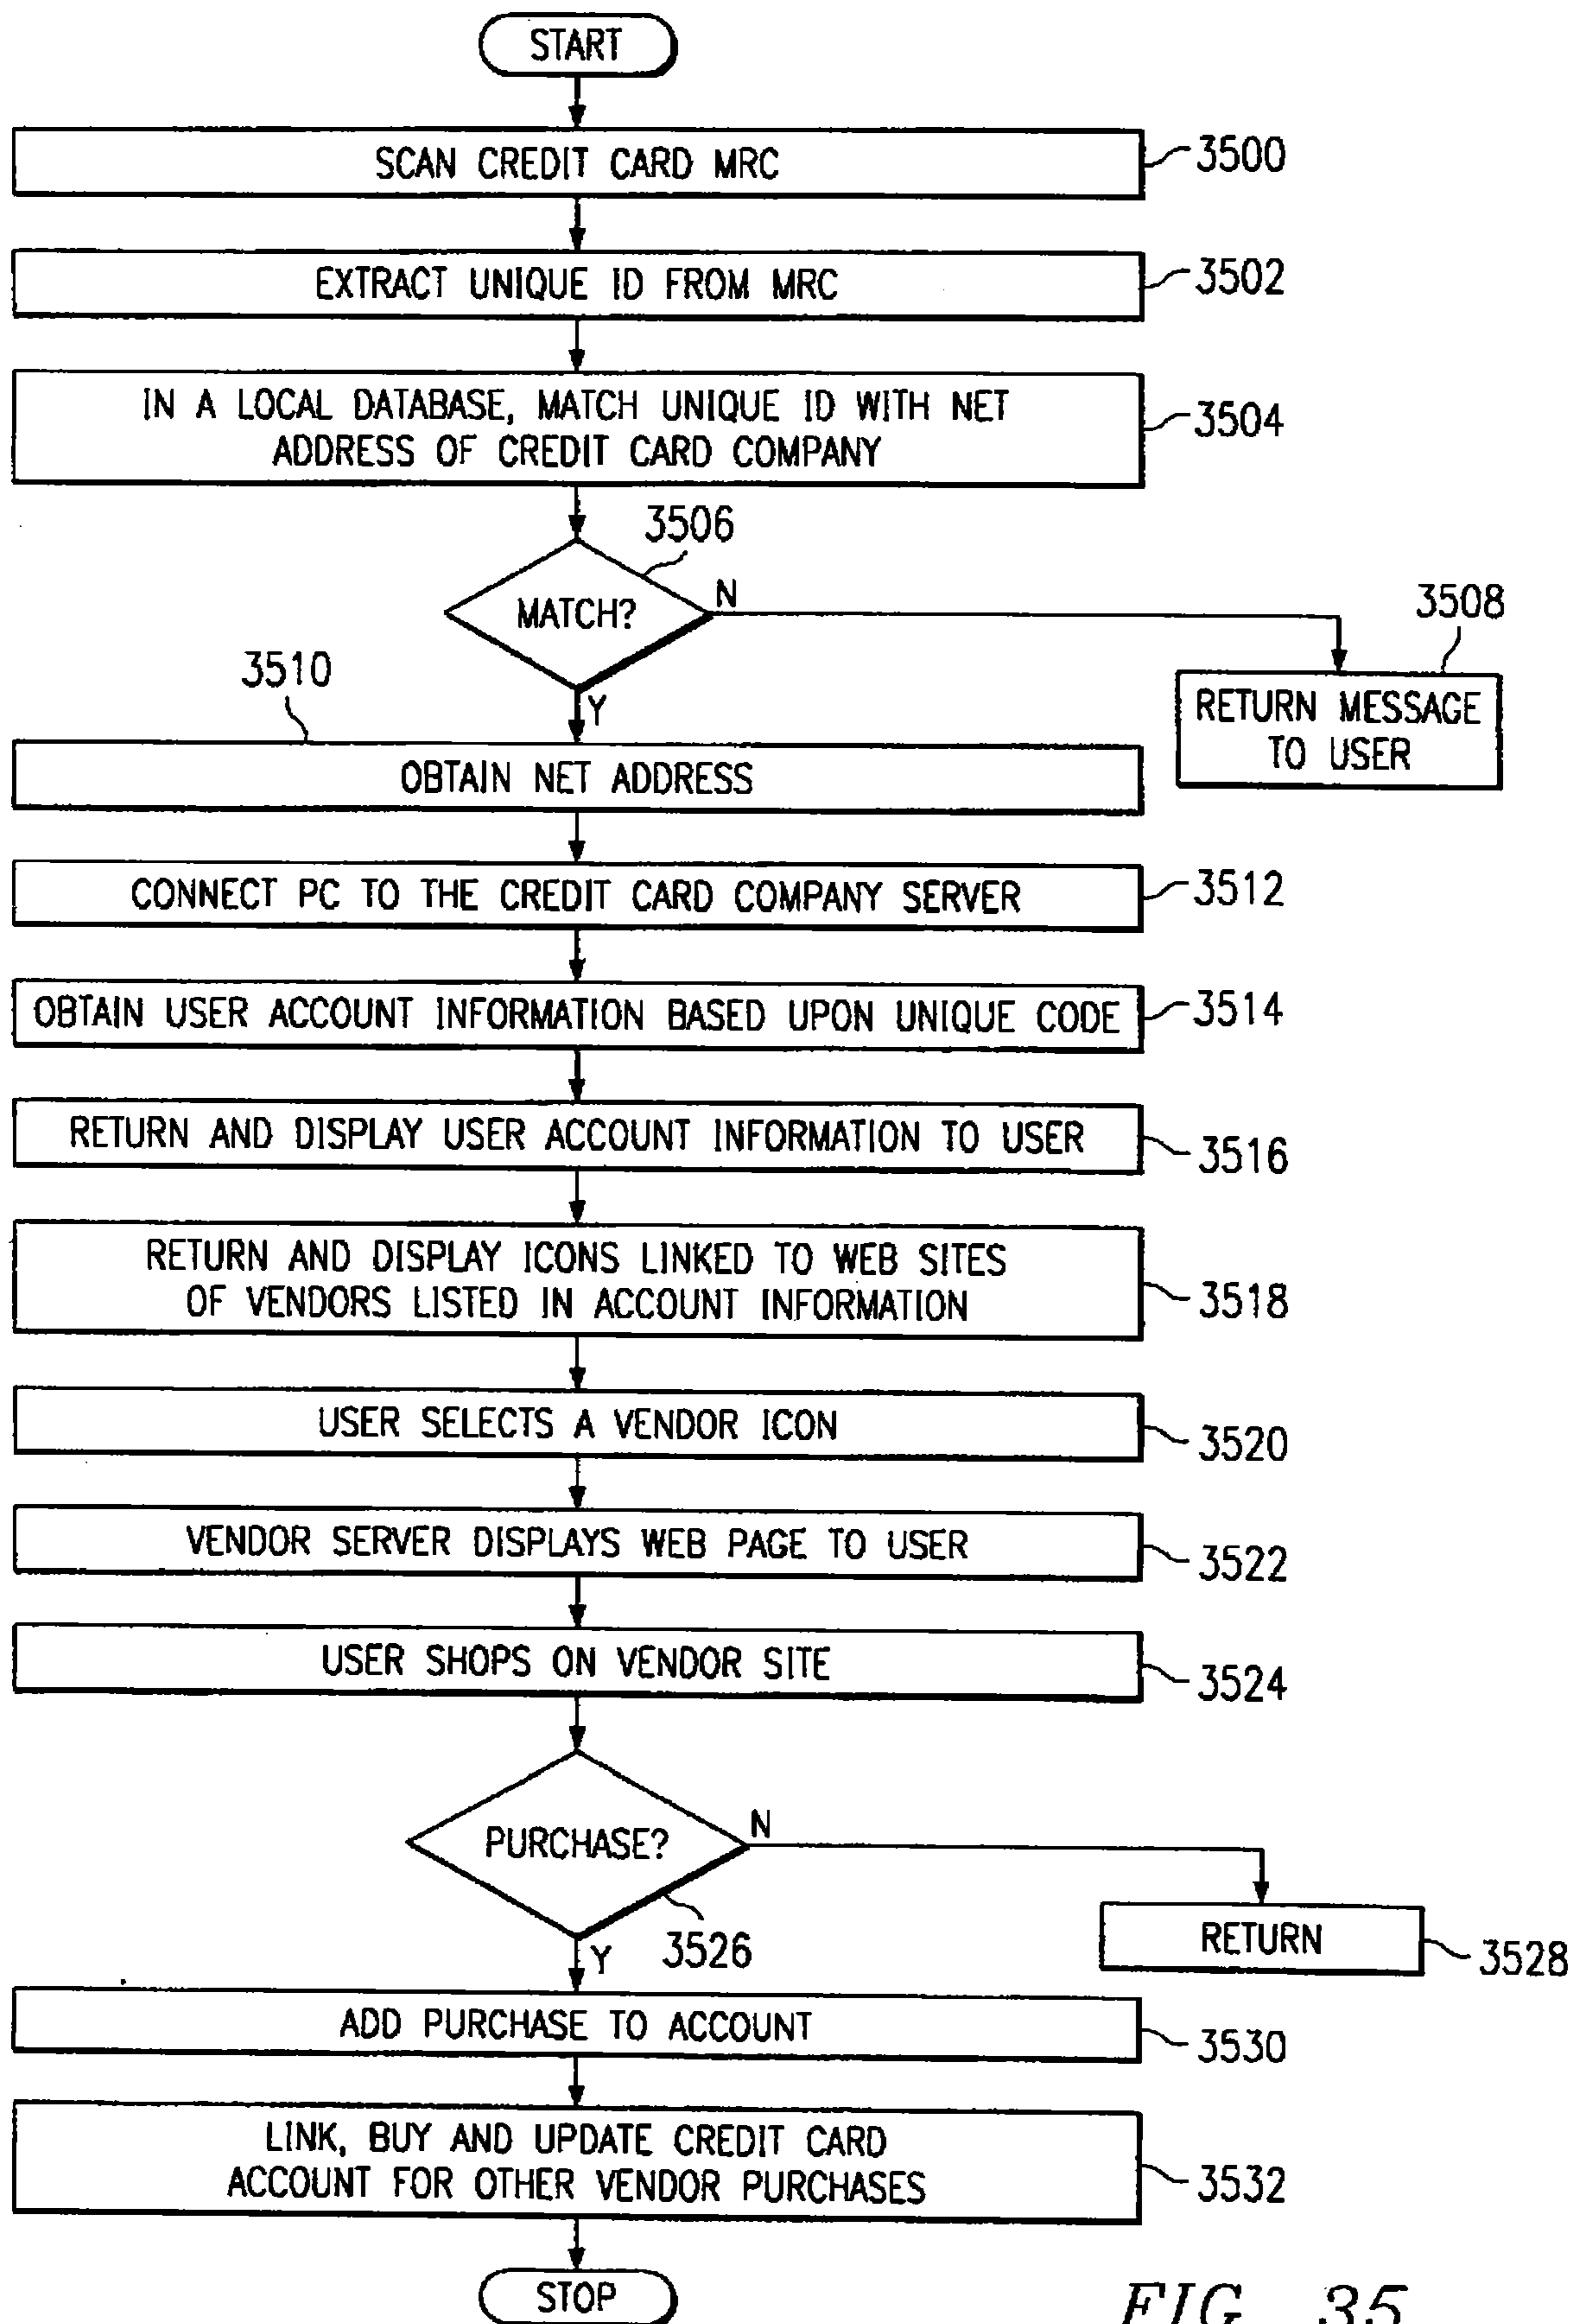 START
SCAN CREDIT CARD MRC
3500
EXTRACT UNIQUE ID FROM MRC
3502
IN A LOCAL DATABASE, MATCH UNIQUE ID WITH NET
ADDRESS OF CREDIT CARD COMPANY
3504
3506
MATCH?
N
3508
RETURN MESSAGE
TO USER
Y
3510
OBTAIN NET ADDRESS
CONNECT PC TO THE CREDIT CARD COMPANY SERVER
3512
OBTAIN USER ACCOUNT INFORMATION BASED UPON UNIQUE CODE
3514
RETURN AND DISPLAY USER ACCOUNT INFORMATION TO USER
3516
RETURN AND DISPLAY ICONS LINKED TO WEB SITES
OF VENDORS LISTED IN ACCOUNT INFORMATION
3518
USER SELECTS A VENDOR ICON
3520
VENDOR SERVER DISPLAYS WEB PAGE TO USER
3522
USER SHOPS ON VENDOR SITE
3524
PURCHASE?
N
3526
RETURN
3528
Y
ADD PURCHASE TO ACCOUNT
3530
LINK, BUY AND UPDATE CREDIT CARD
ACCOUNT FOR OTHER VENDOR PURCHASES
3532
STOP
FIG. 35